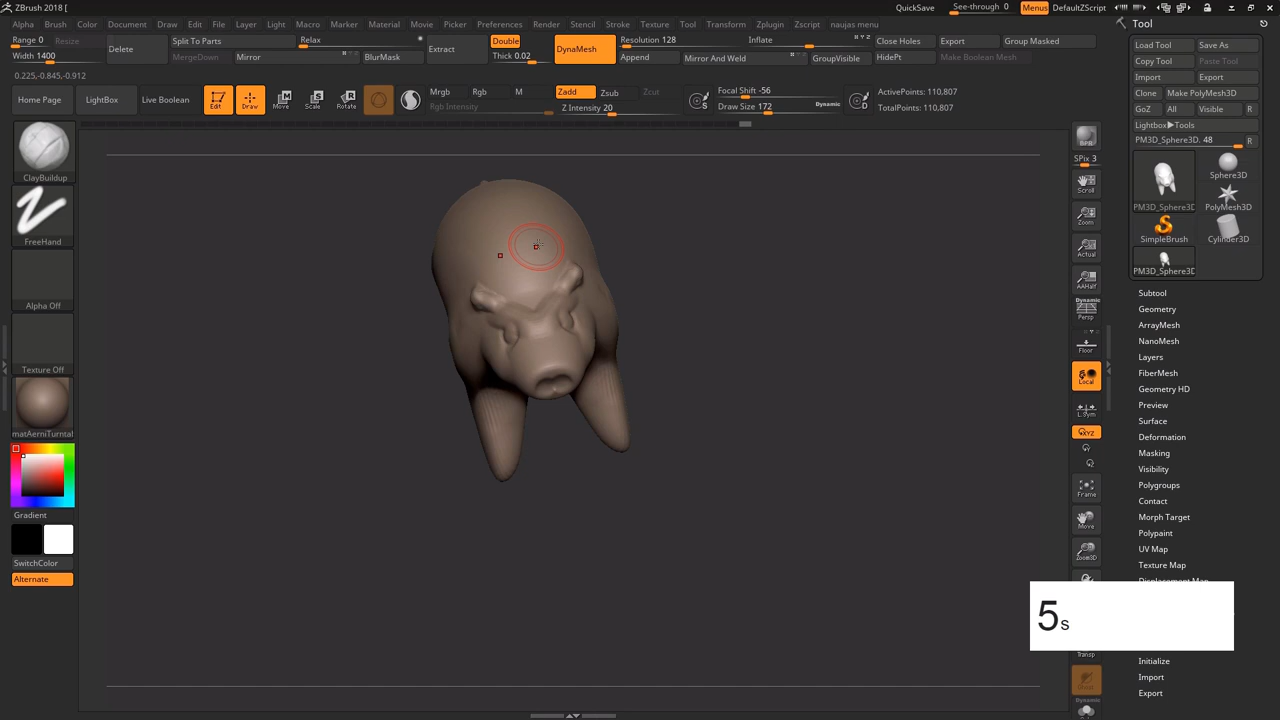 ZBrush 2018 [
QuickSave See-through 0 Menus DefaultZScript
Alpha Brush Color Document Draw Edit File Layer Light Macro Marker Material Movie Picker Preferences Render Stencil Stroke Texture Tool Transform Zplugin Zscript naujas menu
Tool
Range 0 Resize Delete Split To Parts Relax Extract Double DynaMesh Resolution 128 Inflate Close Holes Export Group Masked
Width 1400 MergeDown Mirror BlurMask Thick 0.02 Append Mirror And Weld GroupVisible HidePt Make Boolean Mesh
0.225,-0.845,-0.912
Home Page LightBox Live Boolean Edit Draw Move Scale Rotate Mrgb Rgb M Zadd Zsub Zcut Focal Shift -56 ActivePoints: 110,807
Rgb Intensity Z Intensity 20 S Draw Size 172 Dynamic D TotalPoints: 110,807
Load Tool Save As
Copy Tool Paste Tool
Import Export
Clone Make PolyMesh3D
GoZ All Visible R
Lightbox▶Tools
PM3D_Sphere3D. 48 R
Sphere3D
PM3D_Sphere3D PolyMesh3D
SimpleBrush Cylinder3D
PM3D_Sphere3D
ClayBuildup
FreeHand
Alpha Off
Texture Off
matAerniTurntal
Gradient
SwitchColor
Alternate
BPR
SPix 3
Scroll
Zoom
Actual
AAHalf
Dynamic
Persp
Floor
Local
L.Sym
XYZ
Frame
Move
Zoom3D
Transp
Dynamic
Subtool
Geometry
ArrayMesh
NanoMesh
Layers
FiberMesh
Geometry HD
Preview
Surface
Deformation
Masking
Visibility
Polygroups
Contact
Morph Target
Polypaint
UV Map
Texture Map
Displacement Map
5s
Initialize
Import
Export